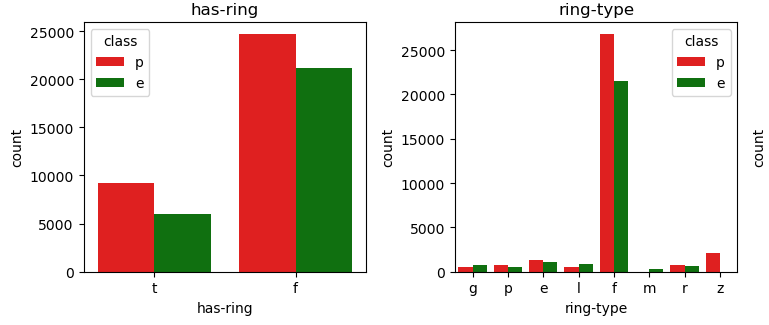 has-ring
25000
20000
15000
10000
5000
0
count
class
p
e
t f
has-ring
ring-type
25000
20000
15000
10000
5000
0
count
class
p
e
g p e l f m r z
ring-type
count